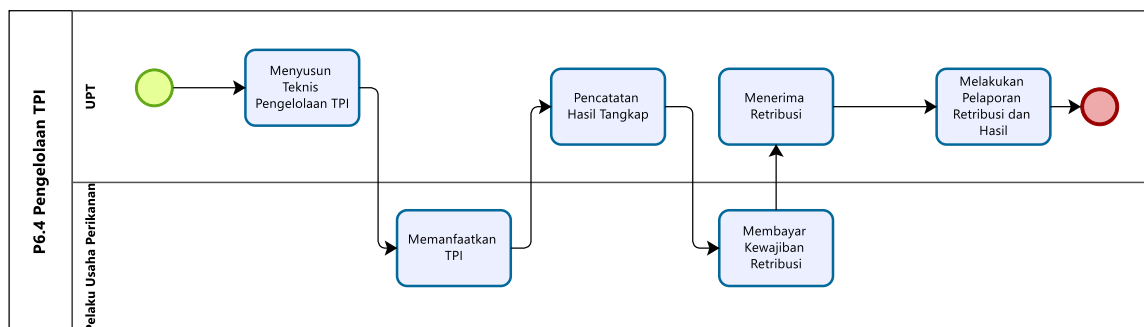 P6.4 Pengelolaan TPI
UPT
Menyusun
Teknis
Pengelolaan TPI
Pencatatan
Hasil Tangkap
Menerima
Retribusi
Melakukan
Pelaporan
Retribusi dan
Hasil
Pelaku Usaha Perikanan
Memanfaatkan
TPI
Membayar
Kewajiban
Retribusi